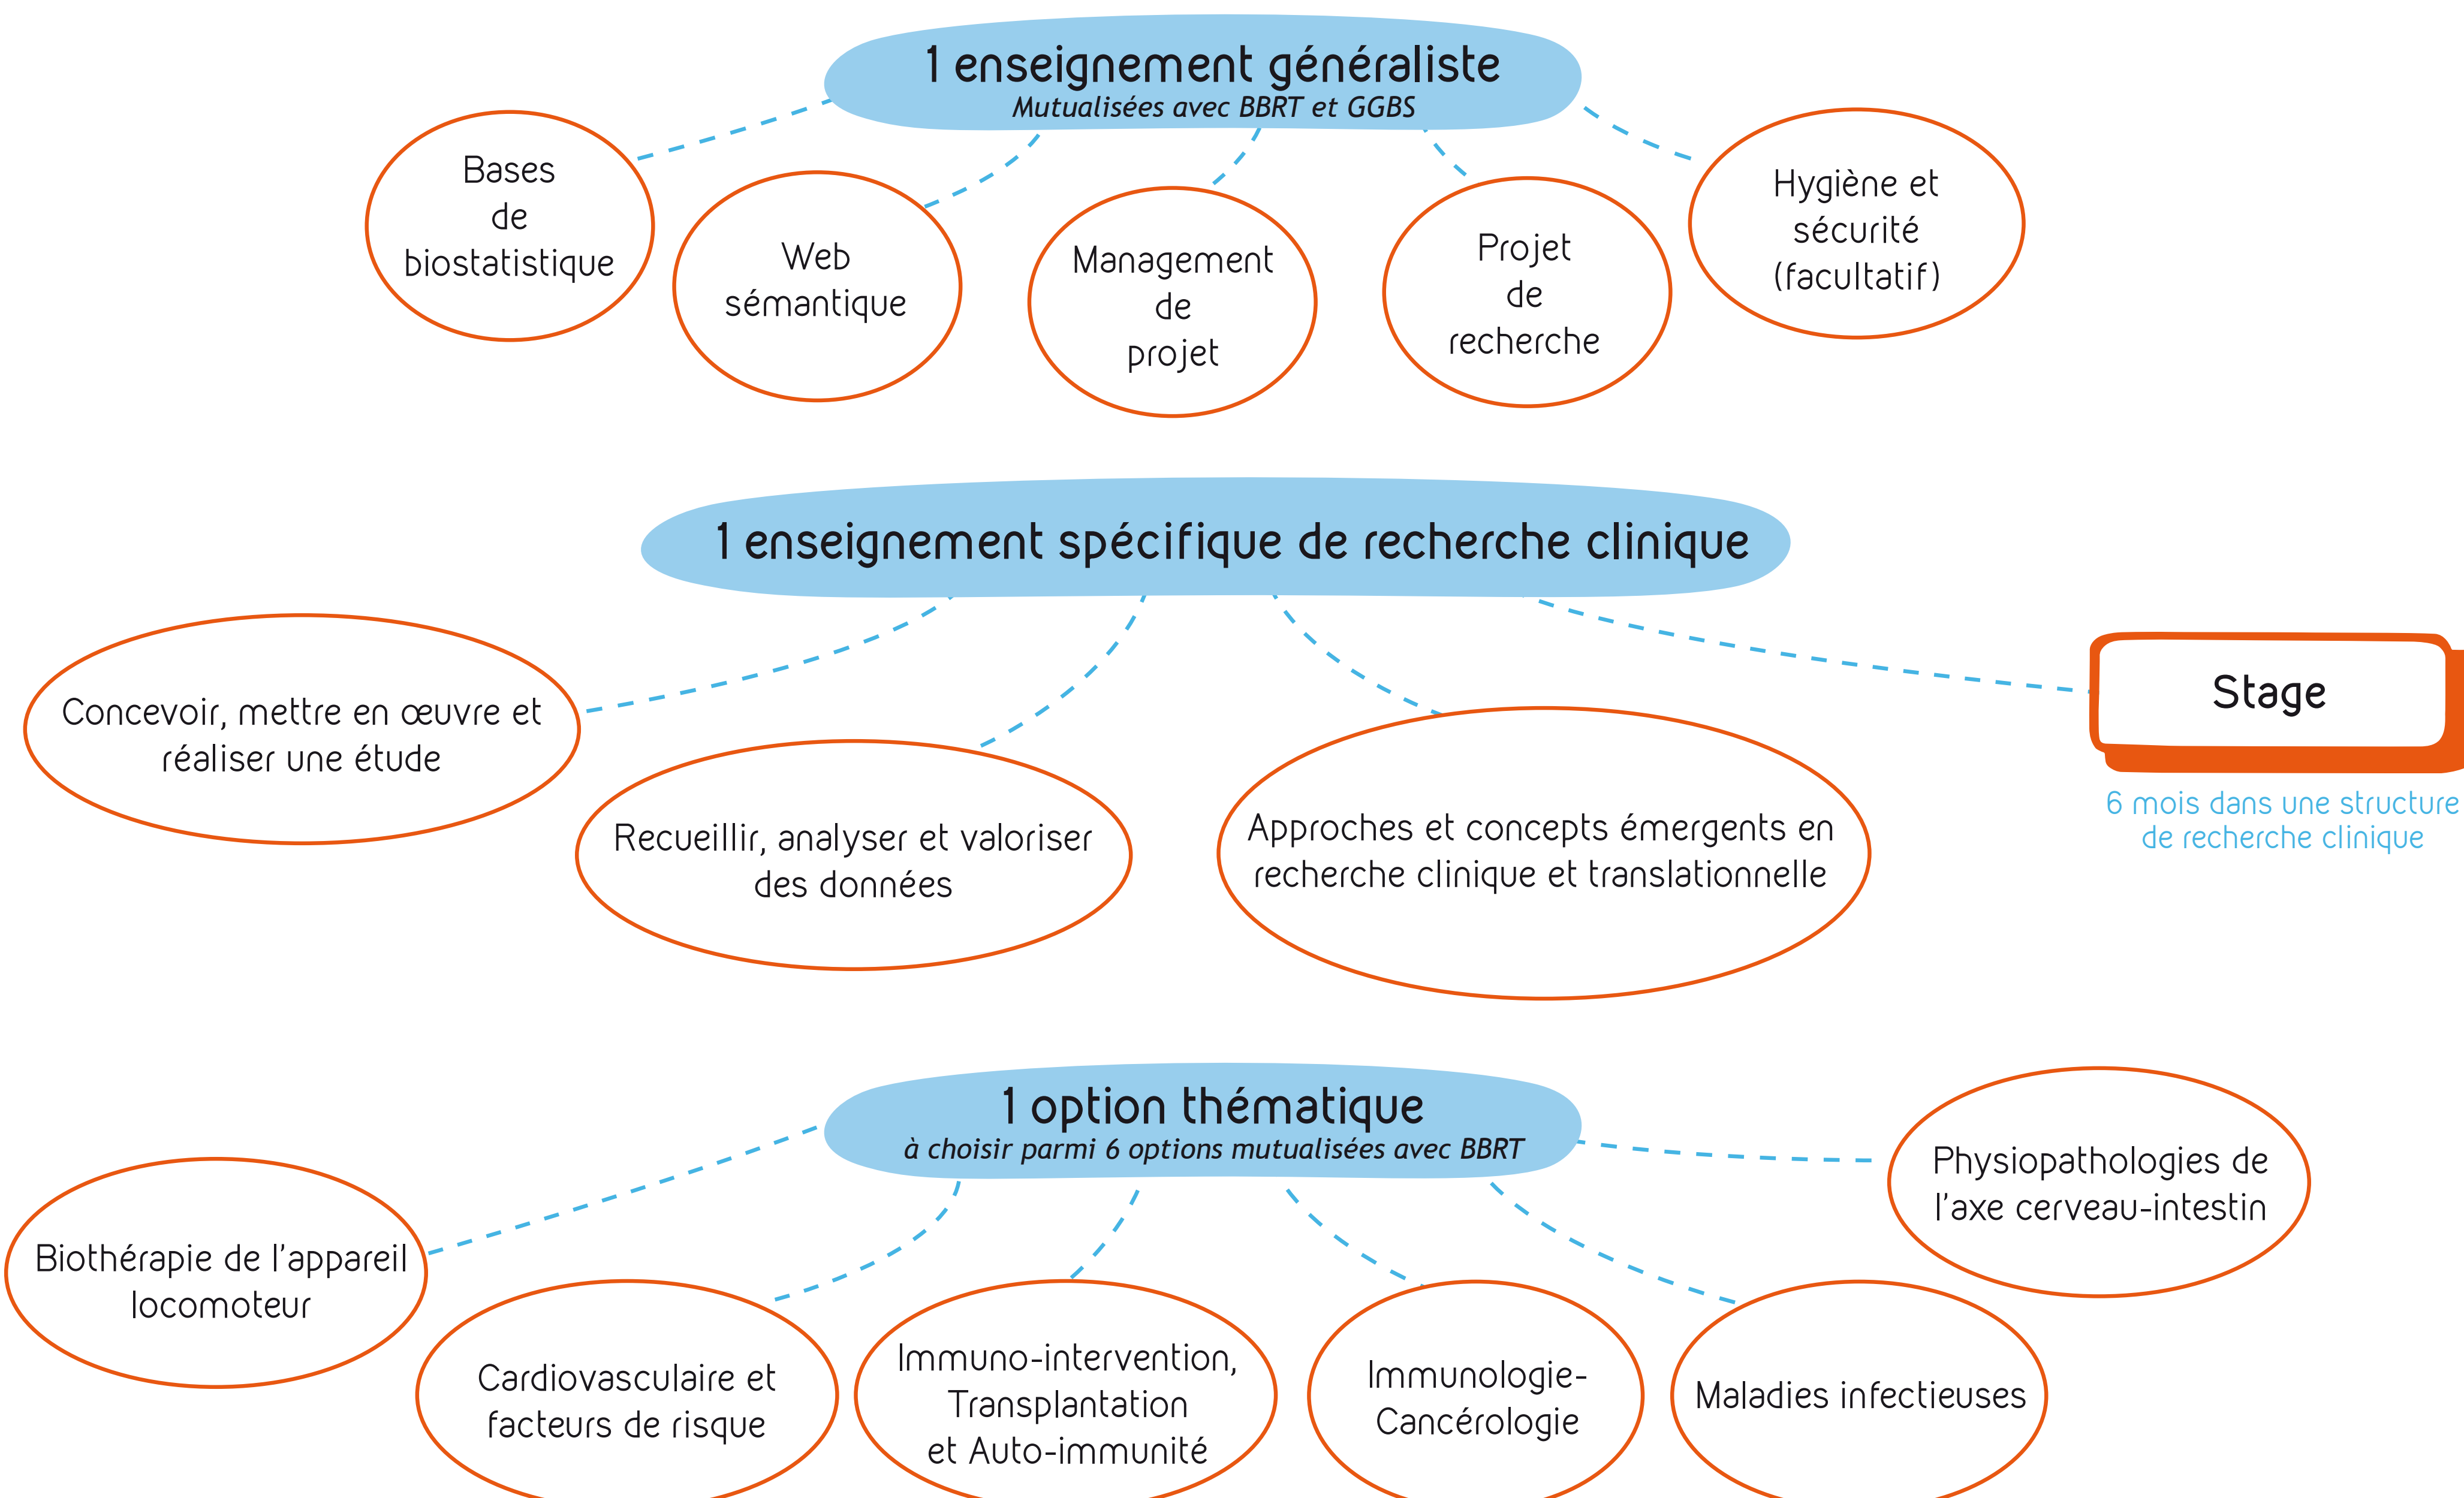 1 enseignement généraliste
Mutualisées avec BBRT et GGBS
Bases
de
biostatistique
Web
sémantique
Management
de
projet
Projet
de
recherche
Hygiène et
sécurité
(facultatif)
1 enseignement spécifique de recherche clinique
Concevoir, mettre en œuvre et
réaliser une étude
Recueillir, analyser et valoriser
des données
Approches et concepts émergents en
recherche clinique et translationnelle
Stage
6 mois dans une structure
de recherche clinique
1 option thématique
à choisir parmi 6 options mutualisées avec BBRT
Biothérapie de l'appareil
locomoteur
Cardiovasculaire et
facteurs de risque
Immuno-intervention,
Transplantation
et Auto-immunité
Immunologie-
Cancérologie
Maladies infectieuses
Physiopathologies de
l'axe cerveau-intestin